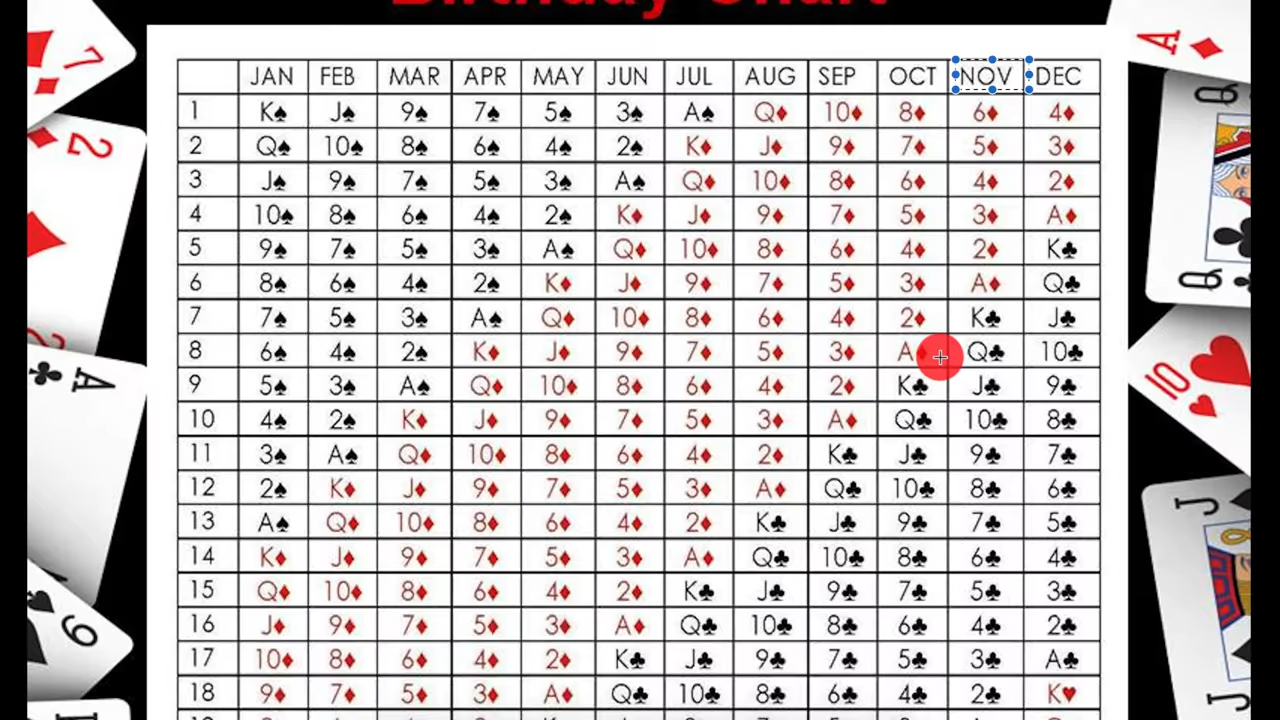 Birthday Chart
JAN FEB MAR APR MAY JUN JUL AUG SEP OCT NOV DEC
1 K♠ J♠ 9♠ 7♠ 5♠ 3♠ A♠ Q♦ 10♦ 8♦ 6♦ 4♦
2 Q♠ 10♠ 8♠ 6♠ 4♠ 2♠ K♦ J♦ 9♦ 7♦ 5♦ 3♦
3 J♠ 9♠ 7♠ 5♠ 3♠ A♠ Q♦ 10♦ 8♦ 6♦ 4♦ 2♦
4 10♠ 8♠ 6♠ 4♠ 2♠ K♦ J♦ 9♦ 7♦ 5♦ 3♦ A♦
5 9♠ 7♠ 5♠ 3♠ A♠ Q♦ 10♦ 8♦ 6♦ 4♦ 2♦ K♣
6 8♠ 6♠ 4♠ 2♠ K♦ J♦ 9♦ 7♦ 5♦ 3♦ A♦ Q♣
7 7♠ 5♠ 3♠ A♠ Q♦ 10♦ 8♦ 6♦ 4♦ 2♦ K♣ J♣
8 6♠ 4♠ 2♠ K♦ J♦ 9♦ 7♦ 5♦ 3♦ A♦ Q♣ 10♣
9 5♠ 3♠ A♠ Q♦ 10♦ 8♦ 6♦ 4♦ 2♦ K♣ J♣ 9♣
10 4♠ 2♠ K♦ J♦ 9♦ 7♦ 5♦ 3♦ A♦ Q♣ 10♣ 8♣
11 3♠ A♠ Q♦ 10♦ 8♦ 6♦ 4♦ 2♦ K♣ J♣ 9♣ 7♣
12 2♠ K♦ J♦ 9♦ 7♦ 5♦ 3♦ A♦ Q♣ 10♣ 8♣ 6♣
13 A♠ Q♦ 10♦ 8♦ 6♦ 4♦ 2♦ K♣ J♣ 9♣ 7♣ 5♣
14 K♦ J♦ 9♦ 7♦ 5♦ 3♦ A♦ Q♣ 10♣ 8♣ 6♣ 4♣
15 Q♦ 10♦ 8♦ 6♦ 4♦ 2♦ K♣ J♣ 9♣ 7♣ 5♣ 3♣
16 J♦ 9♦ 7♦ 5♦ 3♦ A♦ Q♣ 10♣ 8♣ 6♣ 4♣ 2♣
17 10♦ 8♦ 6♦ 4♦ 2♦ K♣ J♣ 9♣ 7♣ 5♣ 3♣ A♣
18 9♦ 7♦ 5♦ 3♦ A♦ Q♣ 10♣ 8♣ 6♣ 4♣ 2♣ K♥
7
2
2
A
9
J
A
Q
Q
10
J
J